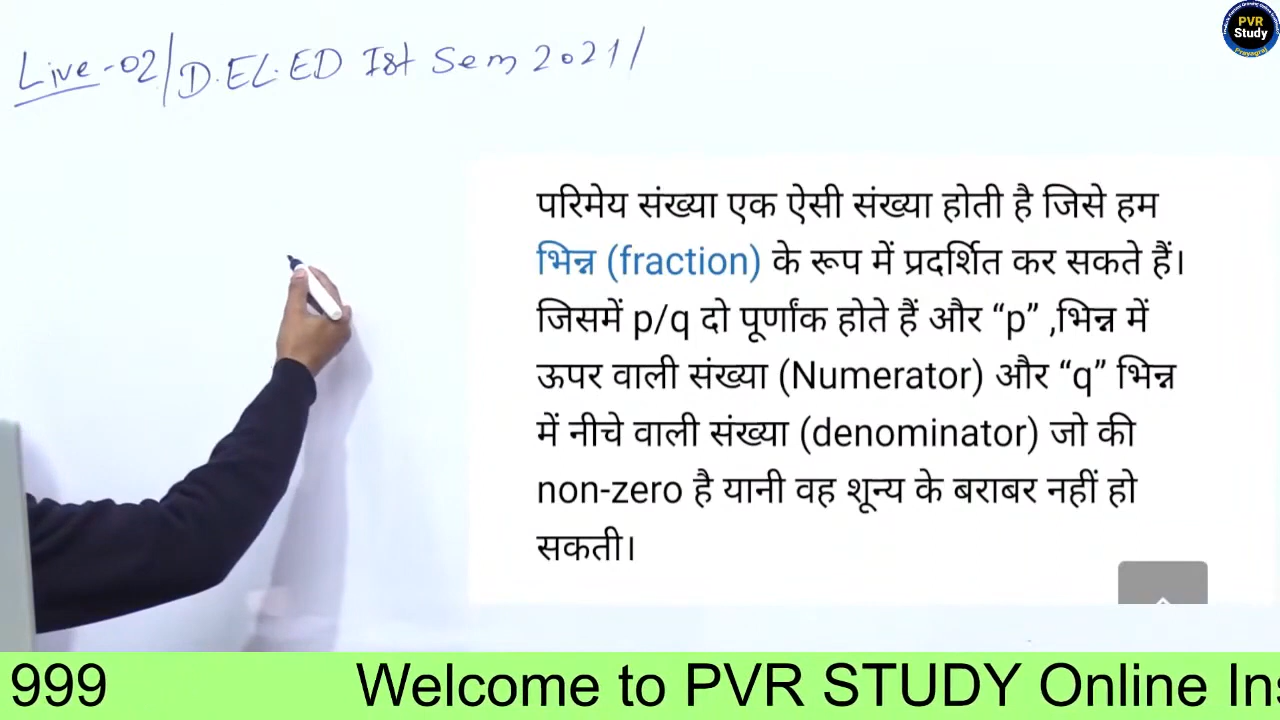 Live-02/D.EL.ED Ist Sem 2021/
PVR
Study
Prayagraj
परिमेय संख्या एक ऐसी संख्या होती है जिसे हम
भिन्न (fraction) के रूप में प्रदर्शित कर सकते हैं।
जिसमें p/q दो पूर्णांक होते हैं और “p” ,भिन्न में
ऊपर वाली संख्या (Numerator) और “q” भिन्न
में नीचे वाली संख्या (denominator) जो की
non-zero है यानी वह शून्य के बराबर नहीं हो
सकती।
999 Welcome to PVR STUDY Online Ins